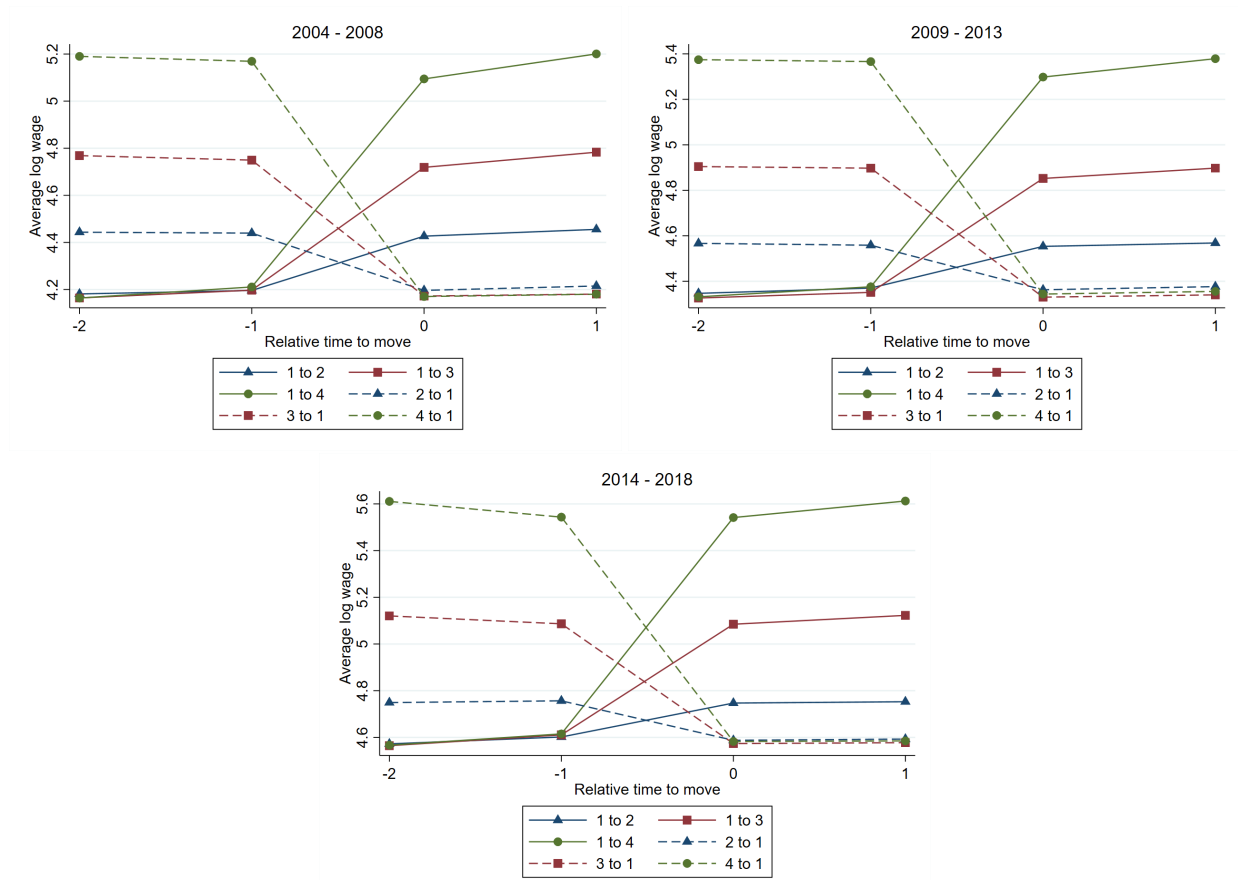 2004 - 2008
Average log wage
5.2
5
4.8
4.6
4.4
4.2
-2 -1 0 1
Relative time to move
1 to 2 1 to 3
1 to 4 2 to 1
3 to 1 4 to 1
2009 - 2013
Average log wage
5.4
5.2
5
4.8
4.6
4.4
-2 -1 0 1
Relative time to move
1 to 2 1 to 3
1 to 4 2 to 1
3 to 1 4 to 1
2014 - 2018
Average log wage
5.6
5.4
5.2
5
4.8
4.6
-2 -1 0 1
Relative time to move
1 to 2 1 to 3
1 to 4 2 to 1
3 to 1 4 to 1